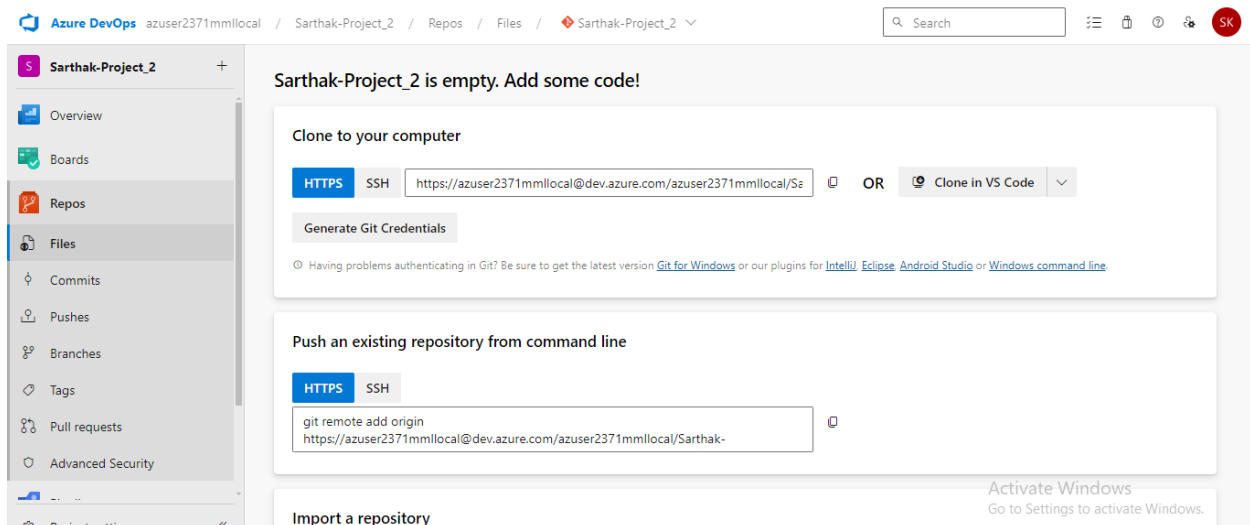 Azure DevOps azuser2371mmllocal / Sarthak-Project_2 / Repos / Files / Sarthak-Project_2
Search
SK
S Sarthak-Project_2 +
Overview
Boards
Repos
Files
Commits
Pushes
Branches
Tags
Pull requests
Advanced Security
Sarthak-Project_2 is empty. Add some code!
Clone to your computer
HTTPS SSH https://azuser2371mmllocal@dev.azure.com/azuser2371mmllocal/Sa OR Clone in VS Code
Generate Git Credentials
Having problems authenticating in Git? Be sure to get the latest version Git for Windows or our plugins for IntelliJ, Eclipse, Android Studio or Windows command line.
Push an existing repository from command line
HTTPS SSH
git remote add origin
https://azuser2371mmllocal@dev.azure.com/azuser2371mmllocal/Sarthak-
Import a repository
Activate Windows
Go to Settings to activate Windows.